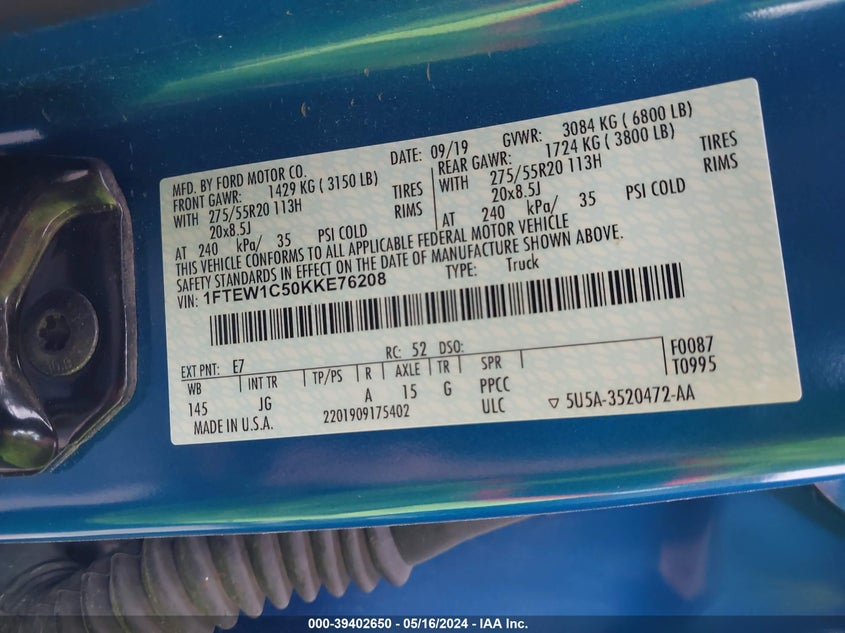 MFD. BY FORD MOTOR CO. DATE: 09/19 GVWR: 3084 KG ( 6800 LB)
FRONT GAWR: 1429 KG ( 3150 LB) REAR GAWR: 1724 KG ( 3800 LB)
WITH 275/55R20 113H TIRES WITH 275/55R20 113H TIRES
20x8.5J RIMS 20x8.5J RIMS
AT 240 kPa/ 35 PSI COLD AT 240 kPa/ 35 PSI COLD
THIS VEHICLE CONFORMS TO ALL APPLICABLE FEDERAL MOTOR VEHICLE
SAFETY STANDARDS IN EFFECT ON THE DATE OF MANUFACTURE SHOWN ABOVE.
VIN: 1FTEW1C50KKE76208 TYPE: Truck
EXT PNT: E7 RC: 52 DSO: F0087
WB INT TR TP/PS R AXLE TR SPR T0995
145 JG A 15 G PPCC
MADE IN U.S.A. 2201909175402 ULC ▽ 5U5A-3520472-AA
000-39402650 - 05/16/2024 - IAA Inc.